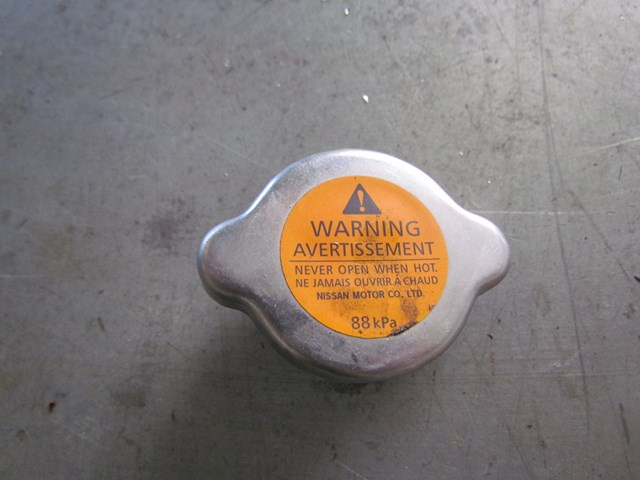 WARNING
AVERTISSEMENT
NEVER OPEN WHEN HOT.
NE JAMAIS OUVRIR À CHAUD
NISSAN MOTOR CO., LTD.
88 kPa